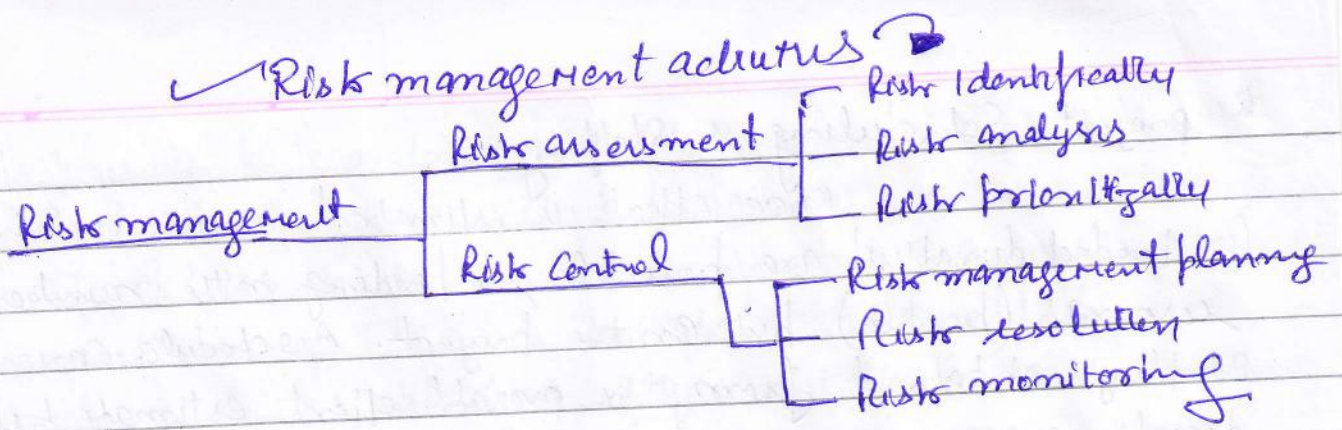 Risk management activities
Risk management
Risk assessment
Risk Identification
Risk analysis
Risk prioritization
Risk Control
Risk management planning
Risk resolution
Risk monitoring